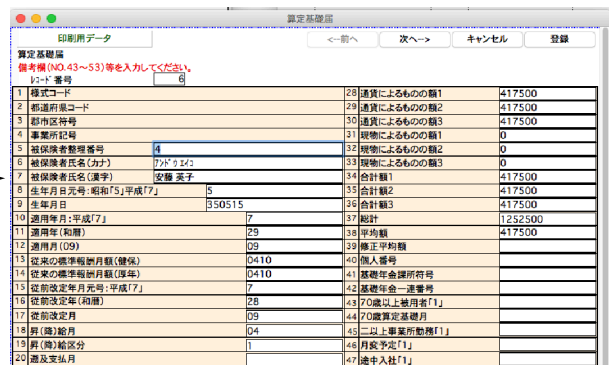 算定基礎届
印刷用データ
<--前へ
次へ-->
キャンセル
登録
算定基礎届
備考欄(NO.43～53)等を入力してください。
ﾚｺｰﾄﾞ番号 6
1 様式コード
2 都道府県コード
3 郡市区符号
4 事業所記号
5 被保険者整理番号 4
6 被保険者氏名(カナ) ｱﾝﾄﾞｳ ｴｲｺ
7 被保険者氏名(漢字) 安藤 英子
8 生年月日元号:昭和「5」平成「7」 5
9 生年月日 350515
10 適用年月:平成「7」 7
11 適用年(和暦) 29
12 適用月(09) 09
13 従来の標準報酬月額(健保) 0410
14 従来の標準報酬月額(厚年) 0410
15 従前改定年月元号:平成「7」 7
16 従前改定年(和暦) 28
17 従前改定月 09
18 昇(降)給月 04
19 昇(降)給区分 1
20 遡及支払月
28 通貨によるものの額1 417500
29 通貨によるものの額2 417500
30 通貨によるものの額3 417500
31 現物によるものの額1 0
32 現物によるものの額2 0
33 現物によるものの額3 0
34 合計額1 417500
35 合計額2 417500
36 合計額3 417500
37 総計 1252500
38 平均額 417500
39 修正平均額
40 個人番号
41 基礎年金課所符号
42 基礎年金一連番号
43 70歳以上被用者「1」
44 70歳算定基礎月
45 二以上事業所勤務「1」
46 月変予定「1」
47 途中入社「1」